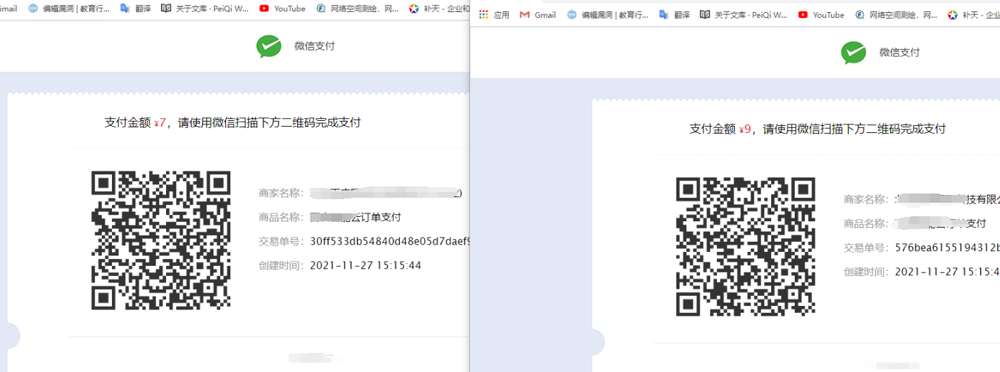 Gmail 编辑漏洞 | 教育行... 翻译 关于文库 · PeiQi W... YouTube 网络空间测绘，网... 补天 - 企业和
微信支付
支付金额 ¥7，请使用微信扫描下方二维码完成支付
商家名称：
商品名称： 云订单支付
交易单号：30ff533db54840d48e05d7daef9
创建时间：2021-11-27 15:15:44
应用 Gmail 编辑漏洞 | 教育行... 翻译 关于文库 · PeiQi W... YouTube 网络空间测绘，网... 补天 - 企业
微信支付
支付金额 ¥9，请使用微信扫描下方二维码完成支付
商家名称： 技有限公
商品名称： 支付
交易单号：576bea6155194312b
创建时间：2021-11-27 15:15:4